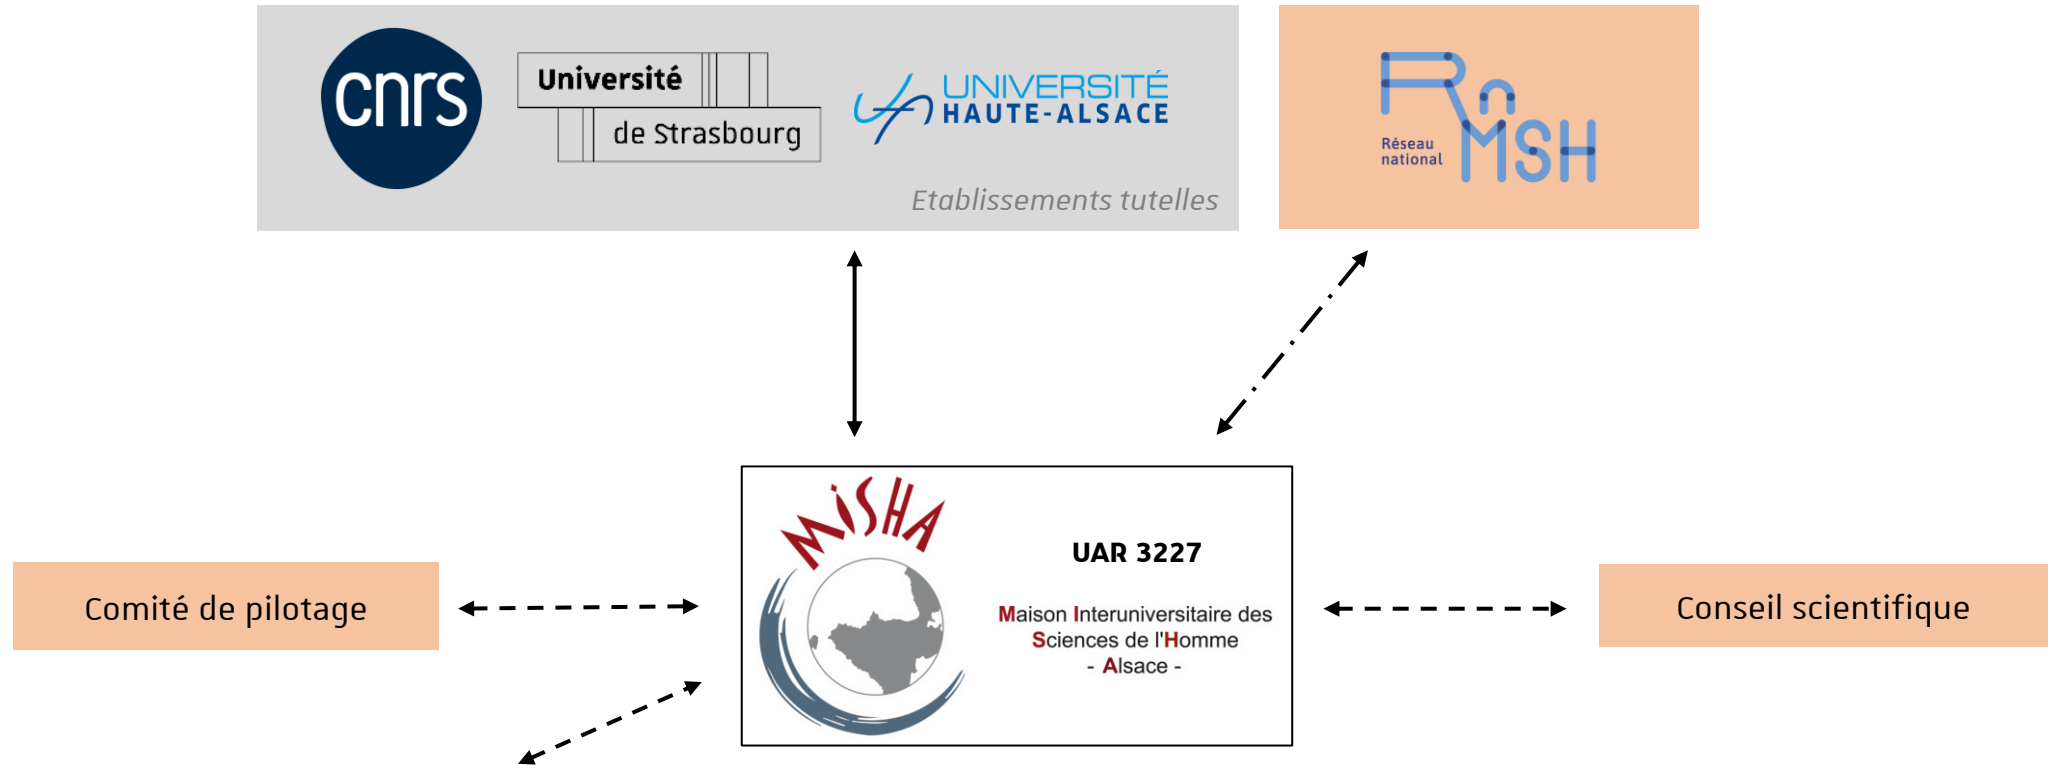 cnrs
Université
de Strasbourg
UNIVERSITÉ
HAUTE-ALSACE
Etablissements tutelles
Rn
MSH
Réseau
national
MiSHA
UAR 3227
Maison Interuniversitaire des
Sciences de l'Homme
- Alsace -
Comité de pilotage
Conseil scientifique